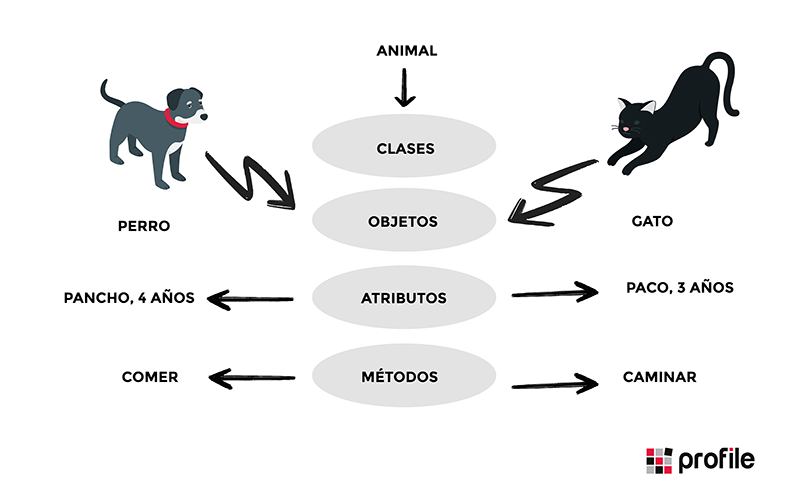 ANIMAL
CLASES
OBJETOS
PERRO
GATO
PANCHO, 4 AÑOS
ATRIBUTOS
PACO, 3 AÑOS
COMER
MÉTODOS
CAMINAR
profile